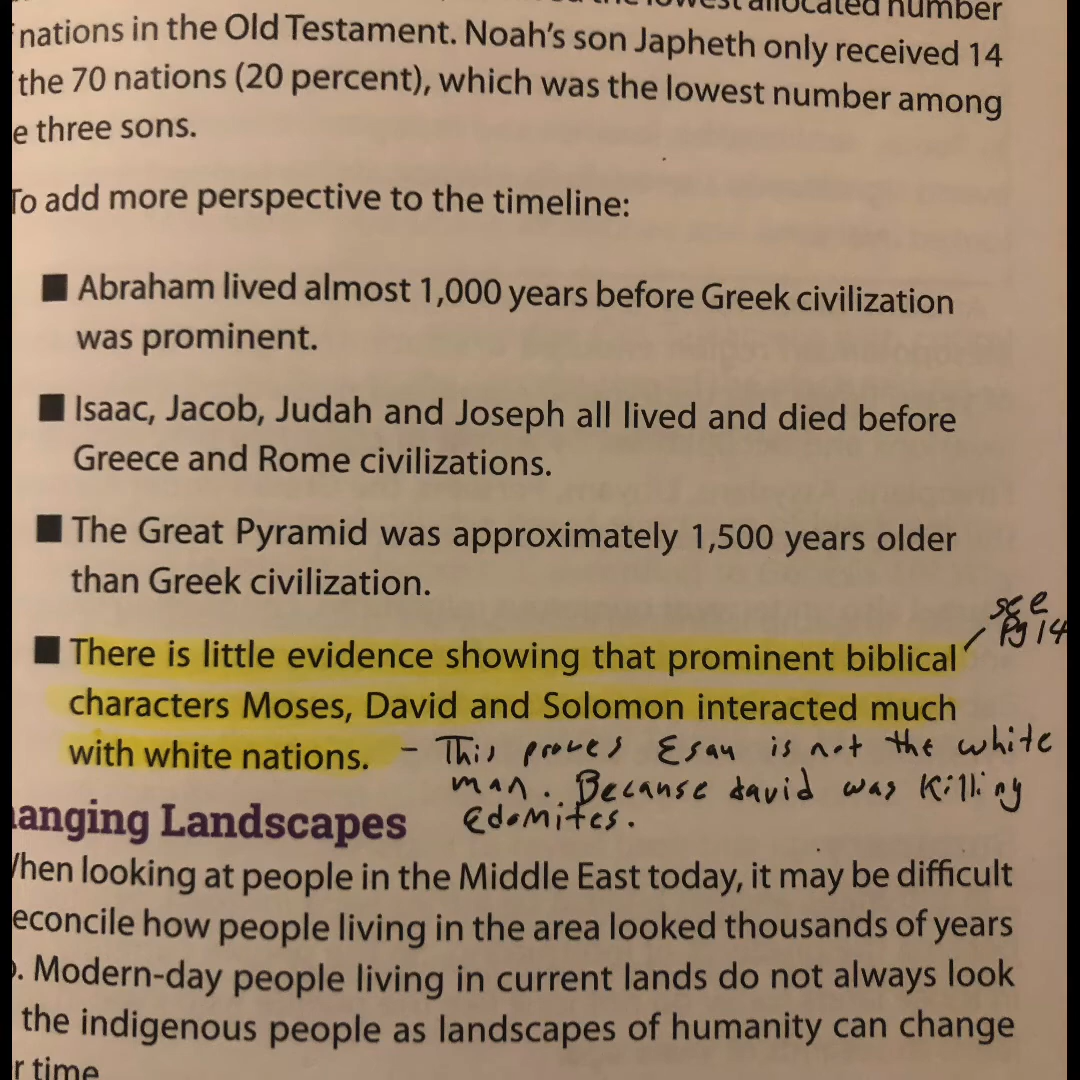 lowest allocated number
nations in the Old Testament. Noah's son Japheth only received 14
the 70 nations (20 percent), which was the lowest number among
e three sons.
To add more perspective to the timeline:
■ Abraham lived almost 1,000 years before Greek civilization
was prominent.
■ Isaac, Jacob, Judah and Joseph all lived and died before
Greece and Rome civilizations.
■ The Great Pyramid was approximately 1,500 years older
than Greek civilization.
see
pg 14
■ There is little evidence showing that prominent biblical
characters Moses, David and Solomon interacted much
with white nations. - This proves Esau is not the white
man. Because david was killing
Edomites.
anging Landscapes
hen looking at people in the Middle East today, it may be difficult
econcile how people living in the area looked thousands of years
. Modern-day people living in current lands do not always look
the indigenous people as landscapes of humanity can change
r time